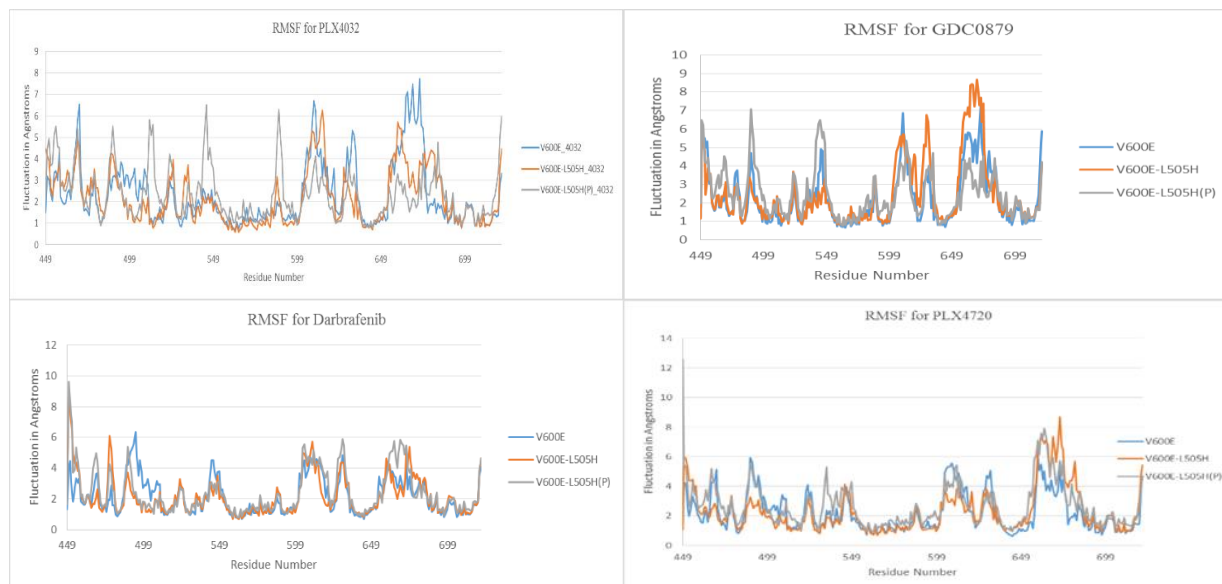 RMSF for PLX4032
Fluctuation in Agnstroms
9
8
7
6
5
4
3
2
1
0
449 499 549 599 649 699
Residue Number
V600E_4032
V600E-L505H_4032
V600E-L505H(P)_4032
RMSF for GDC0879
FLuctuation in Angstroms
10
9
8
7
6
5
4
3
2
1
0
449 499 549 599 649 699
Residue Number
V600E
V600E-L505H
V600E-L505H(P)
RMSF for Darbrafenib
Fluctuation in Angstroms
12
10
8
6
4
2
0
449 499 549 599 649 699
Residue Number
V600E
V600E-L505H
V600E-L505H(P)
RMSF for PLX4720
Fluctuation in Angstroms
14
12
10
8
6
4
2
0
449 499 549 599 649 699
Residue Number
V600E
V600E-L505H
V600E-L505H(P)